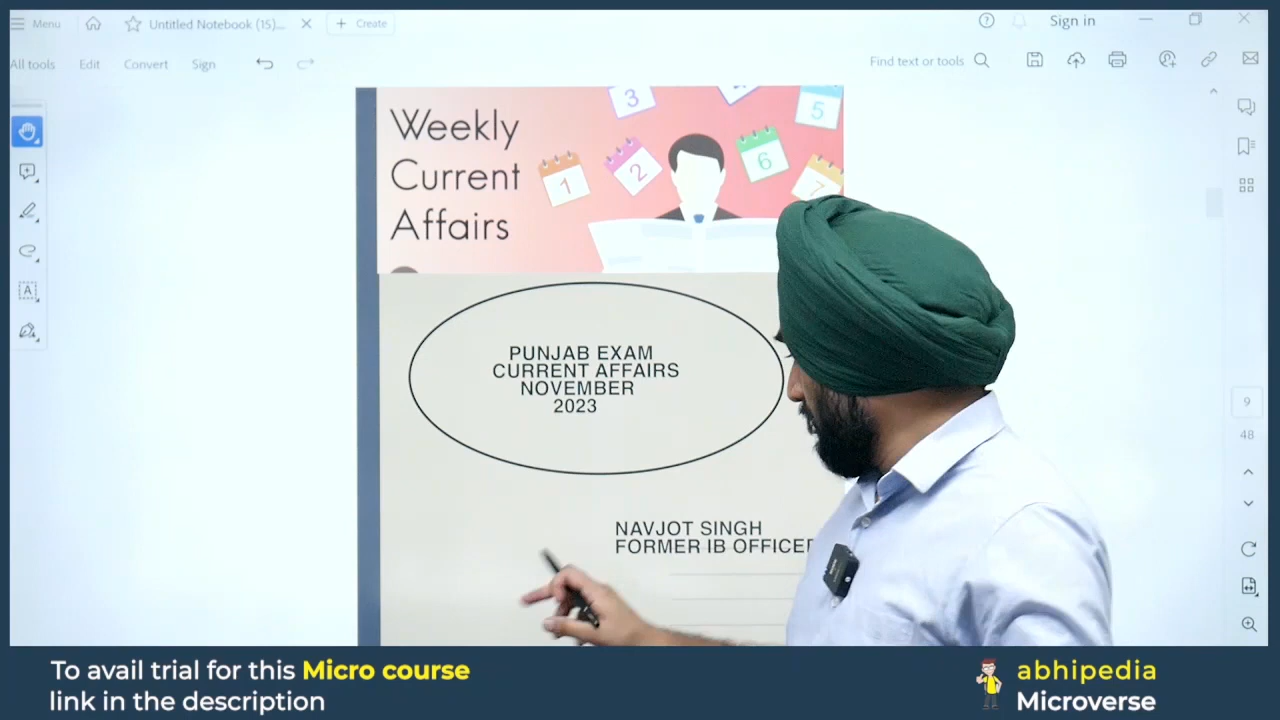 Menu
Untitled Notebook (15)...
Create
Sign in
All tools
Edit
Convert
Sign
Find text or tools
Weekly
Current
Affairs
3
5
1
2
6
7
PUNJAB EXAM
CURRENT AFFAIRS
NOVEMBER
2023
9
48
NAVJOT SINGH
FORMER IB OFFICER
To avail trial for this Micro course
link in the description
abhipedia
Microverse